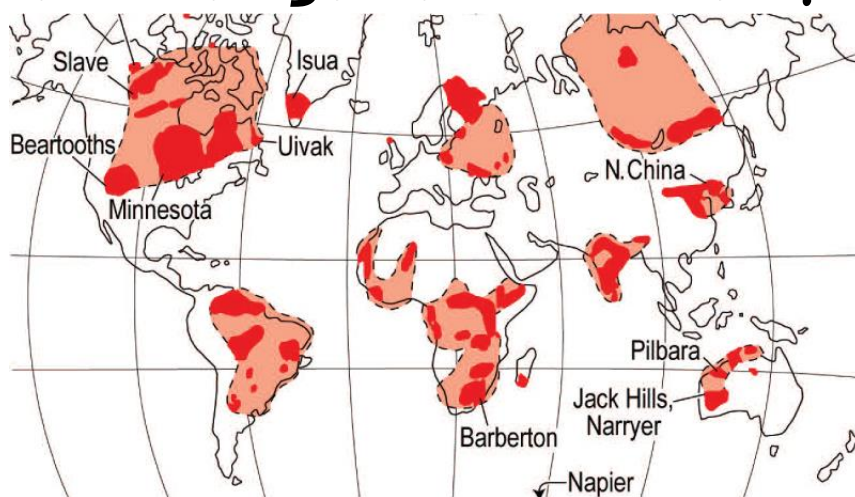 Slave
Isua
Beartooths
Uivak
Minnesota
N.China
Pilbara
Jack Hills,
Narryer
Barberton
Napier